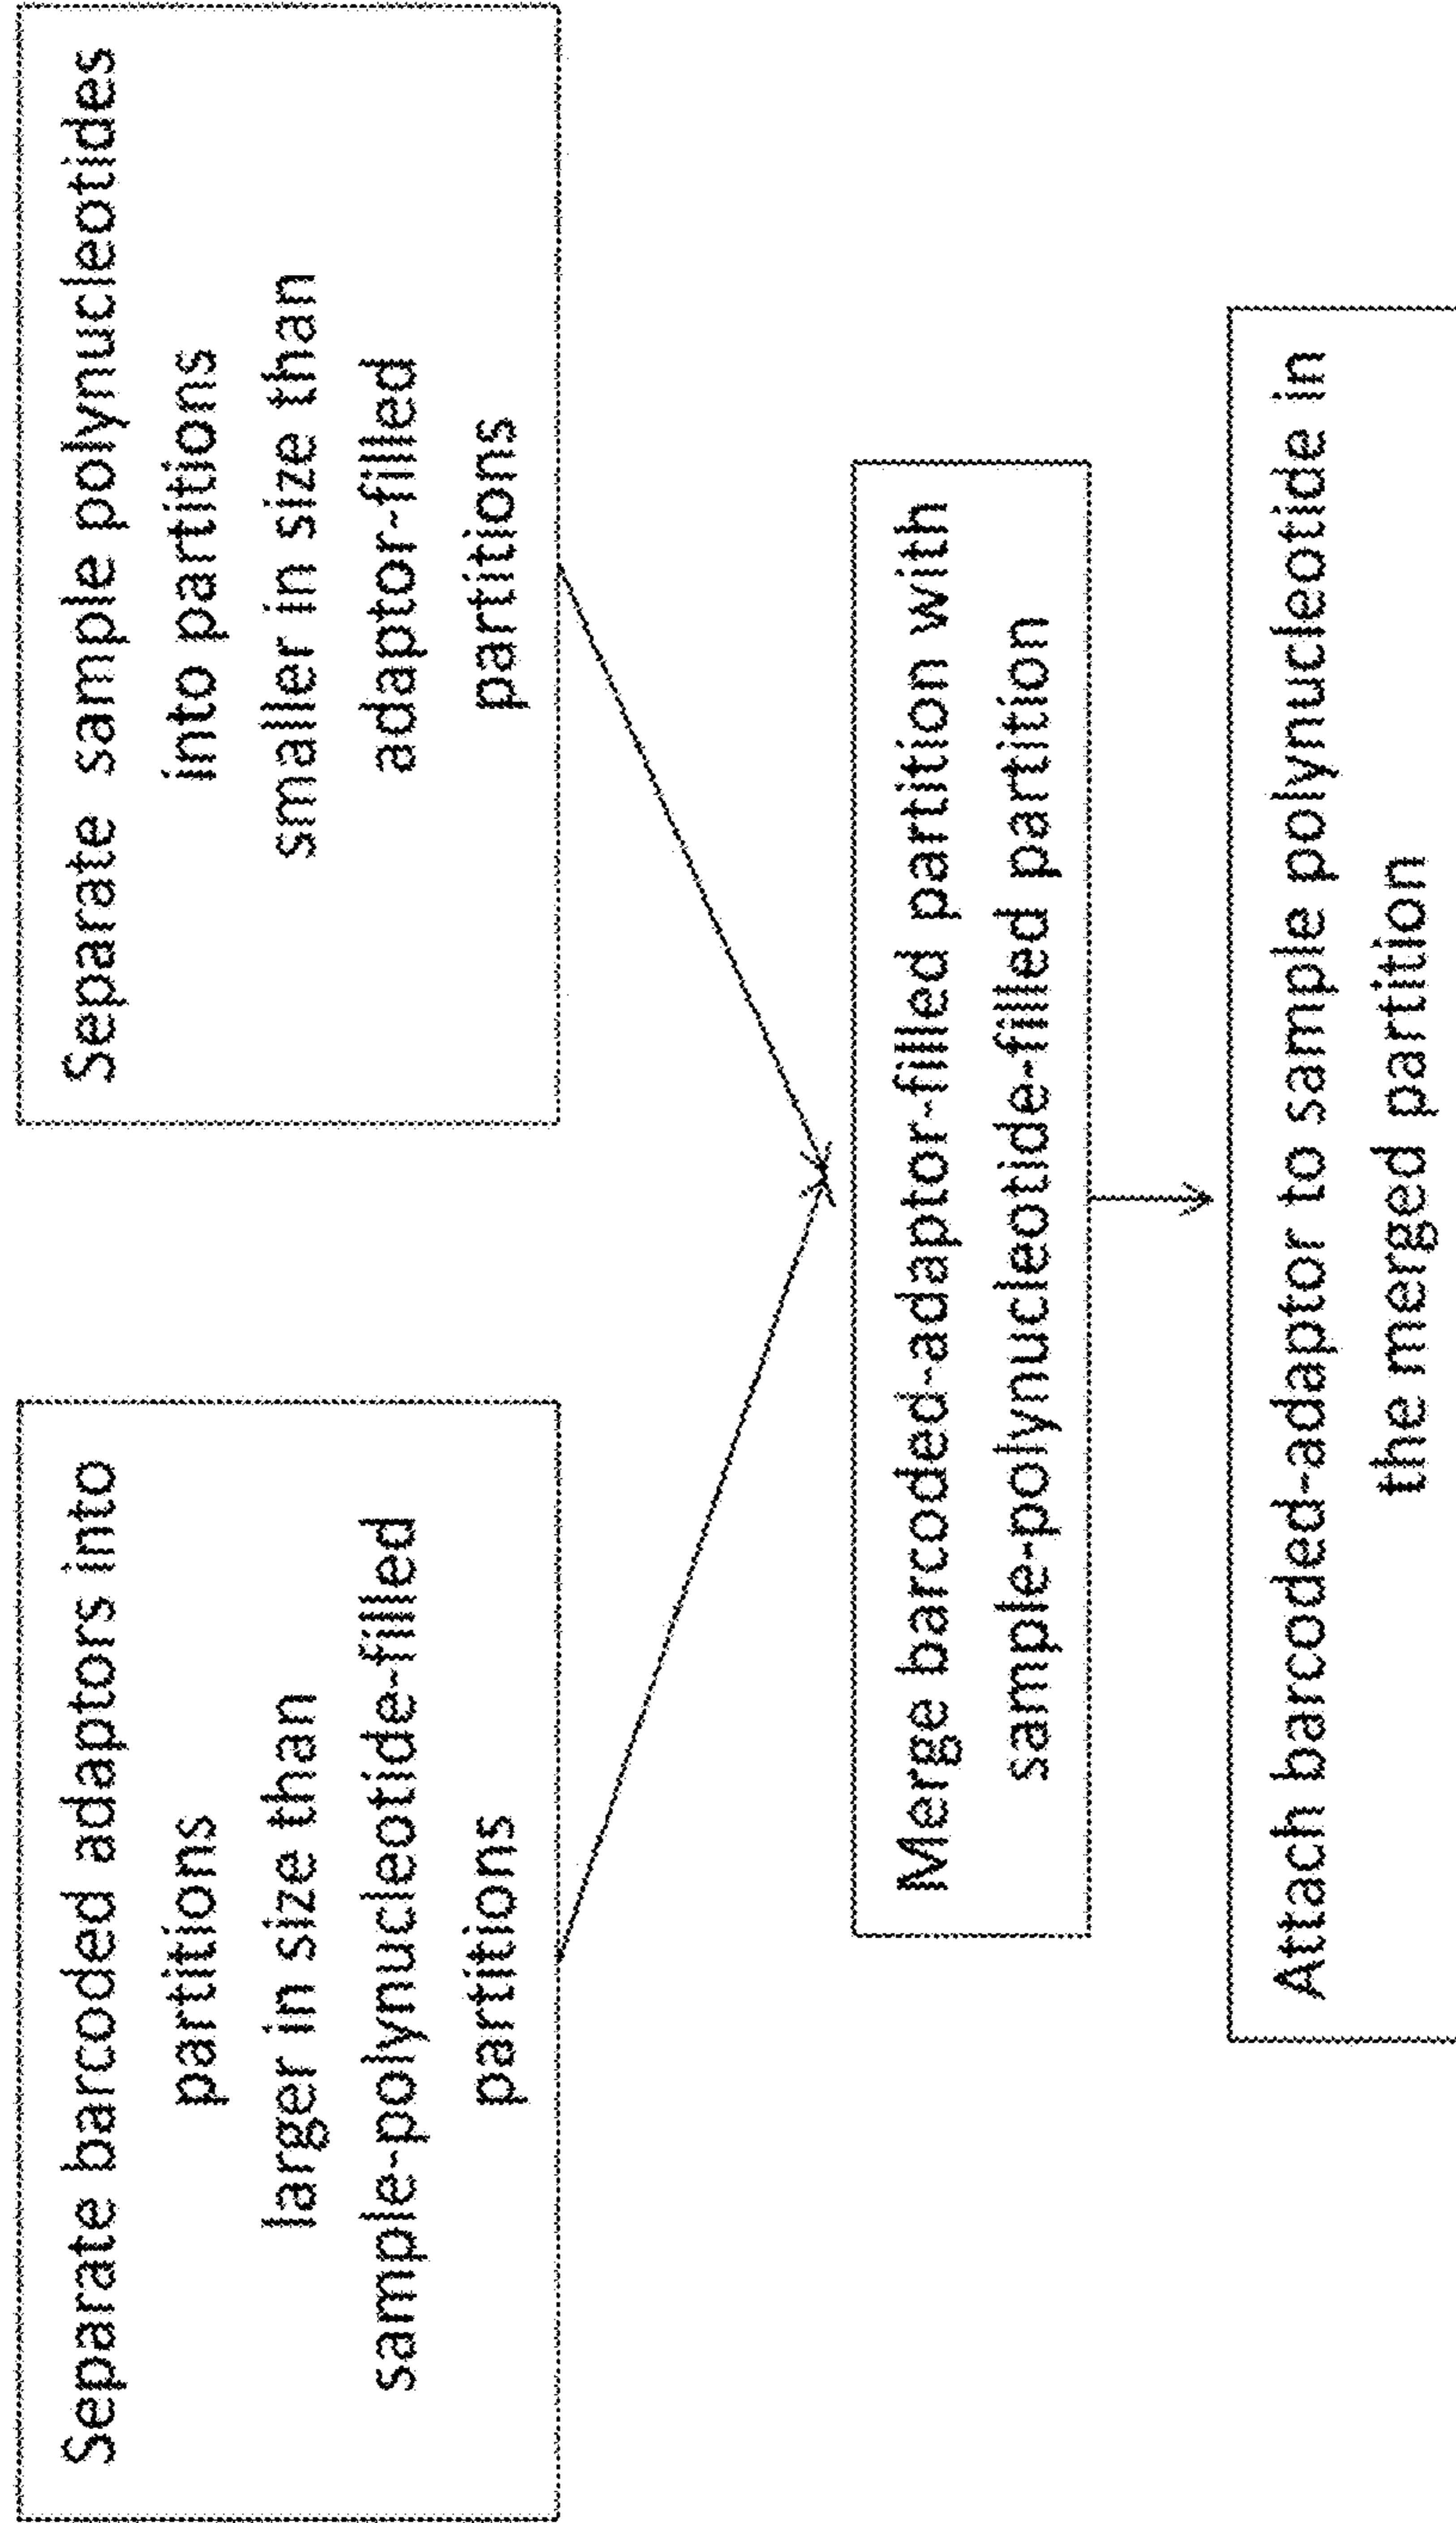 Separate barcoded adaptors into
partitions
larger in size than
sample-polynucleotide-filled
partitions
Separate sample polynucleotides
into partitions
smaller in size than
adaptor-filled
partitions
Merge barcoded-adaptor-filled partition with
sample-polynucleotide-filled partition
Attach barcoded-adaptor to sample polynucleotide in
the merged partition